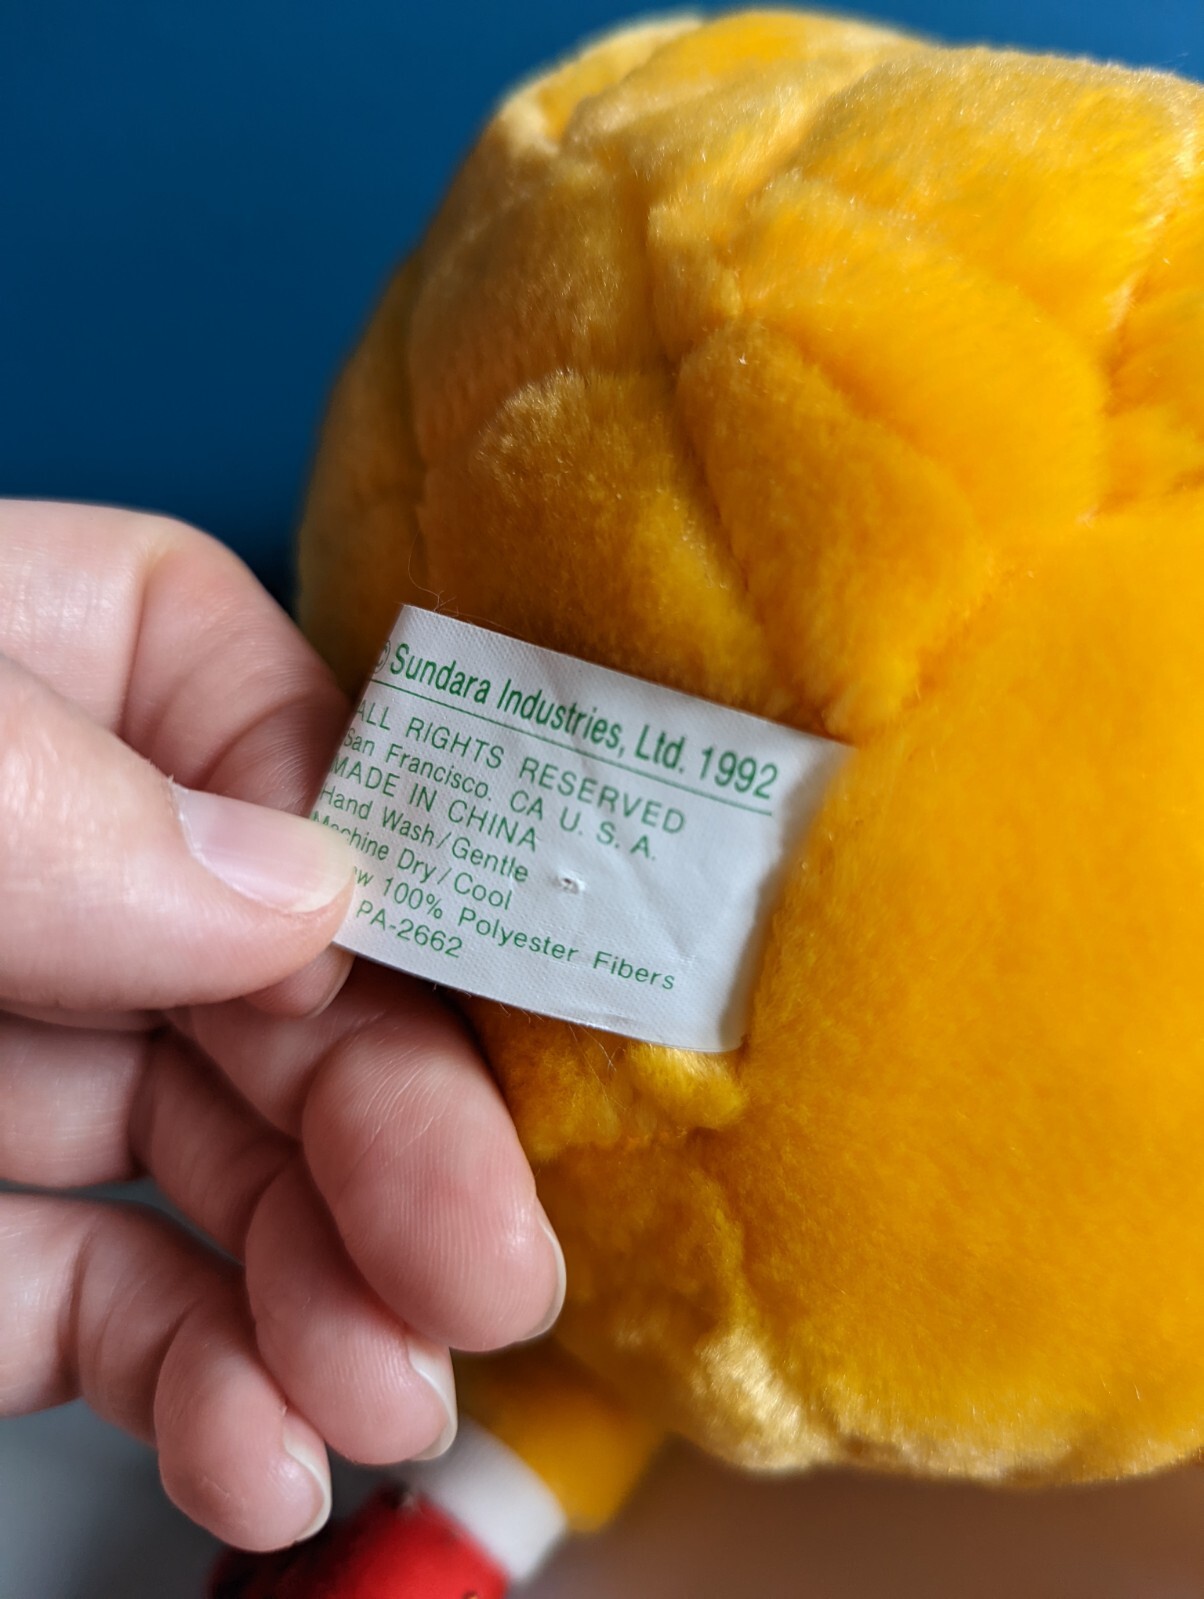 © Sundara Industries, Ltd. 1992
ALL RIGHTS RESERVED
San Francisco, CA U. S. A.
MADE IN CHINA
Hand Wash/Gentle
Machine Dry/Cool
100% Polyester Fibers
PA-2662